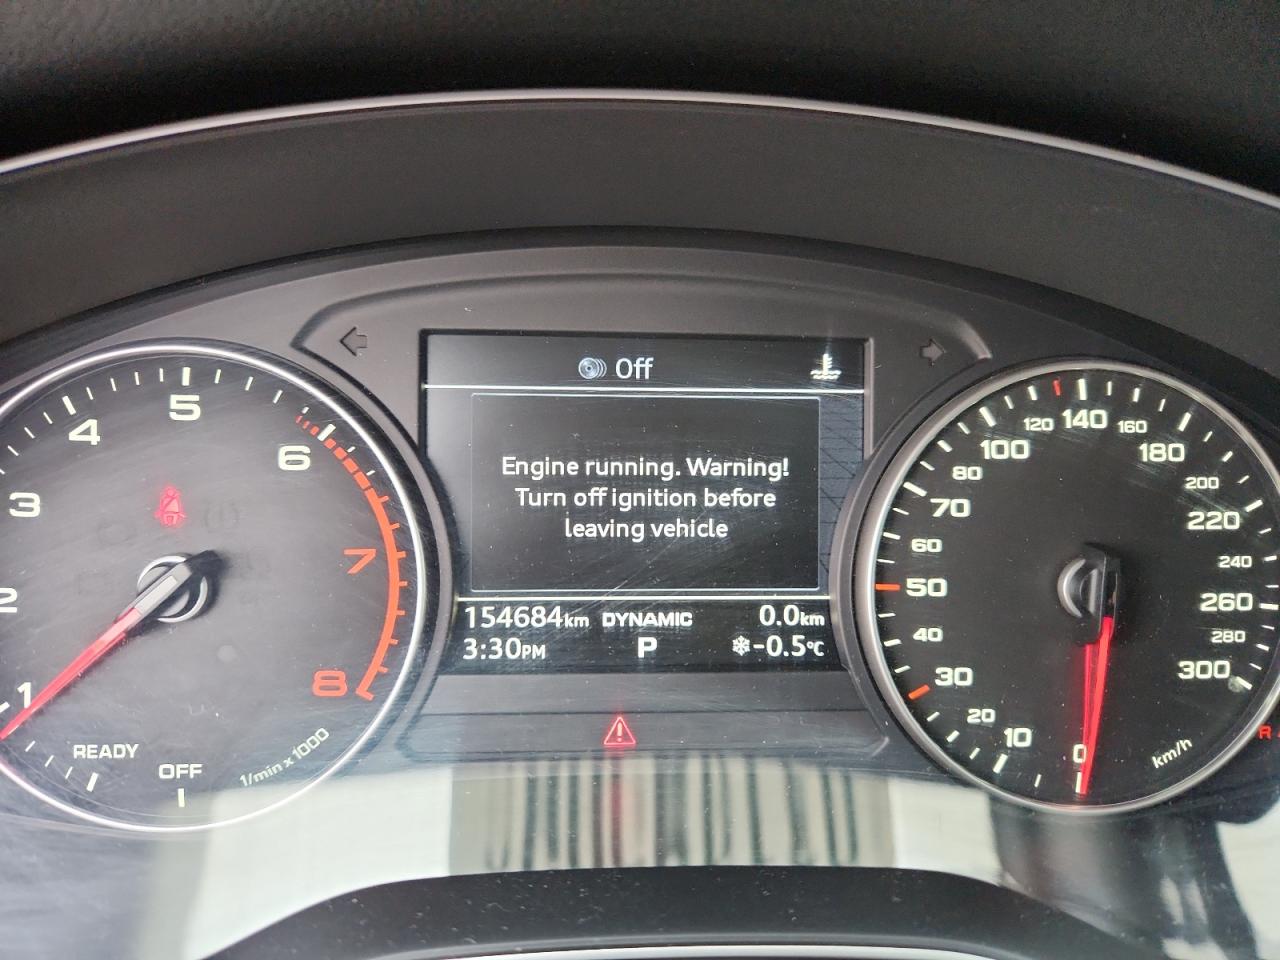 Off
Engine running. Warning!
Turn off ignition before
leaving vehicle
154684km DYNAMIC 0.0km
3:30PM P ❄-0.5°C
1
2
3
4
5
6
7
8
READY
OFF
1/min x 1000
0
10
20
30
40
50
60
70
80
100
120
140
160
180
200
220
240
260
280
300
km/h
R